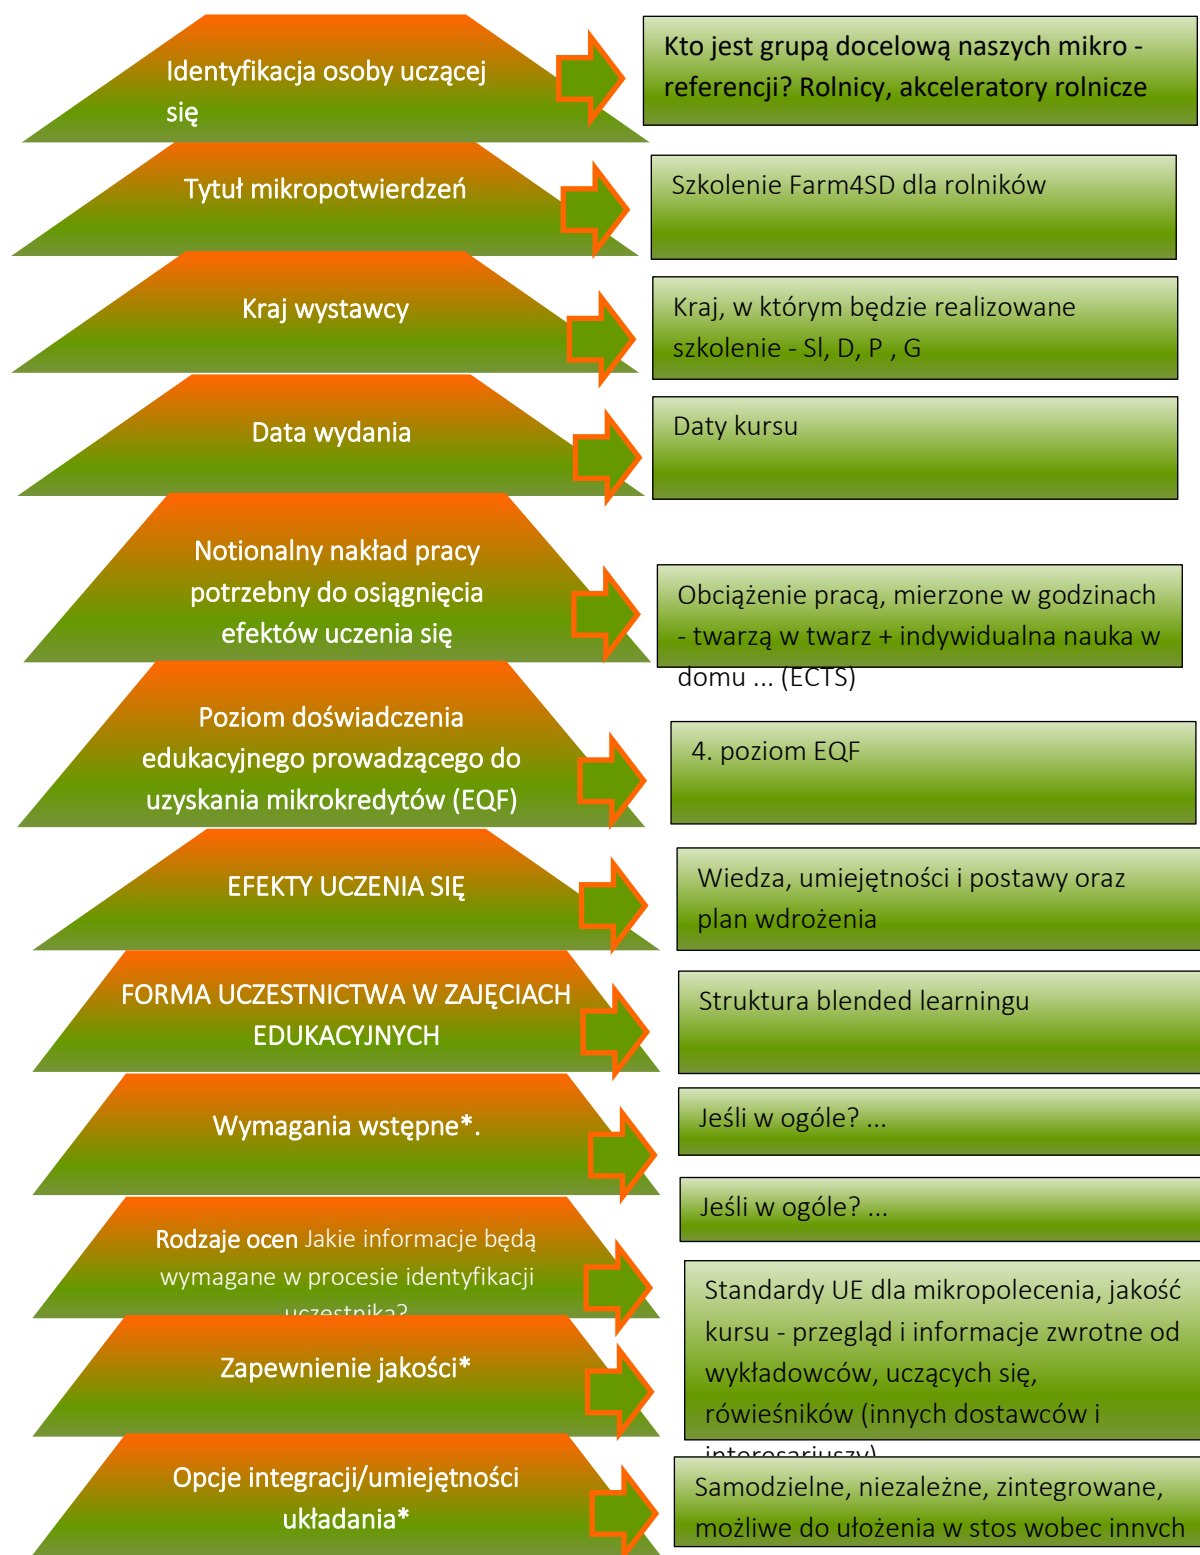 Identyfikacja osoby uczącej
się
Kto jest grupą docelową naszych mikro -
referencji? Rolnicy, akceleratory rolnicze
Tytuł mikropotwierdzeń
Szkolenie Farm4SD dla rolników
Kraj wystawcy
Kraj, w którym będzie realizowane
szkolenie - Sl, D, P , G
Data wydania
Daty kursu
Notionalny nakład pracy
potrzebny do osiągnięcia
efektów uczenia się
Obciążenie pracą, mierzone w godzinach
- twarzą w twarz + indywidualna nauka w
domu ... (ECTS)
Poziom doświadczenia
edukacyjnego prowadzącego do
uzyskania mikrokredytów (EQF)
4. poziom EQF
EFEKTY UCZENIA SIĘ
Wiedza, umiejętności i postawy oraz
plan wdrożenia
FORMA UCZESTNICTWA W ZAJĘCIACH
EDUKACYJNYCH
Struktura blended learningu
Wymagania wstępne*.
Jeśli w ogóle? ...
Rodzaje ocen Jakie informacje będą
wymagane w procesie identyfikacji
uczestnika?
Jeśli w ogóle? ...
Zapewnienie jakości*
Standardy UE dla mikropolecenia, jakość
kursu - przegląd i informacje zwrotne od
wykładowców, uczących się,
rówieśników (innych dostawców i
interesariuszy)
Opcje integracji/umiejętności
układania*
Samodzielne, niezależne, zintegrowane,
możliwe do ułożenia w stos wobec innych